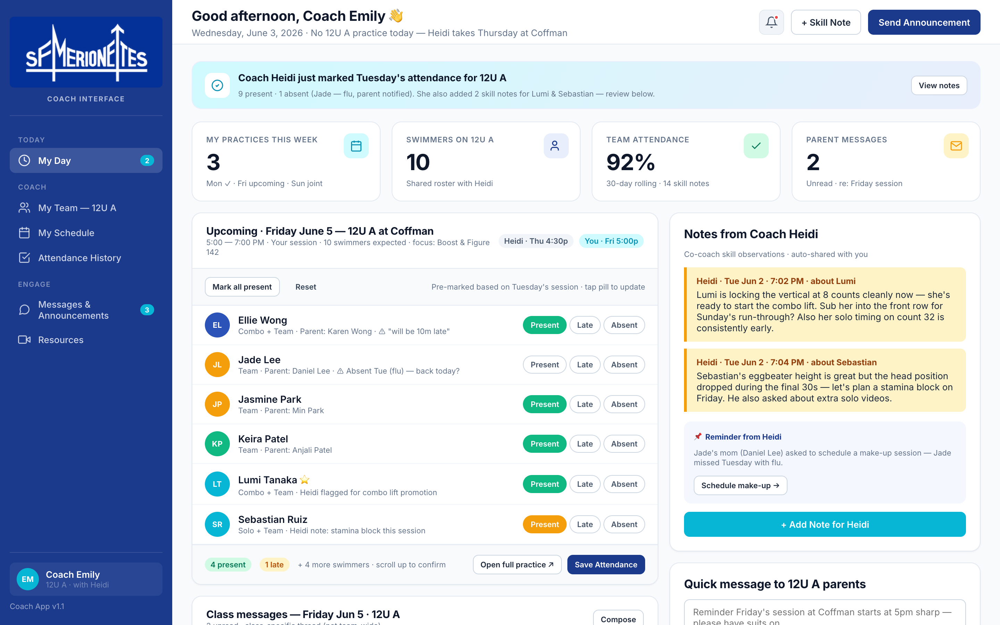 SF MERIONETTES
COACH INTERFACE
TODAY
My Day
2
COACH
My Team — 12U A
My Schedule
Attendance History
ENGAGE
Messages &
Announcements
3
Resources
EM
Coach Emily
12U A · with Heidi
Coach App v1.1
Good afternoon, Coach Emily 👋
Wednesday, June 3, 2026 · No 12U A practice today — Heidi takes Thursday at Coffman
+ Skill Note
Send Announcement
Coach Heidi just marked Tuesday's attendance for 12U A
9 present · 1 absent (Jade — flu, parent notified). She also added 2 skill notes for Lumi & Sebastian — review below.
View notes
MY PRACTICES THIS WEEK
3
Mon ✓ · Fri upcoming · Sun joint
SWIMMERS ON 12U A
10
Shared roster with Heidi
TEAM ATTENDANCE
92%
30-day rolling · 14 skill notes
PARENT MESSAGES
2
Unread · re: Friday session
Upcoming · Friday June 5 — 12U A at Coffman
5:00 — 7:00 PM · Your session · 10 swimmers expected · focus: Boost & Figure
142
Heidi · Thu 4:30p
You · Fri 5:00p
Mark all present
Reset
Pre-marked based on Tuesday's session · tap pill to update
EL
Ellie Wong
Combo + Team · Parent: Karen Wong · ⚠ "will be 10m late"
Present
Late
Absent
JL
Jade Lee
Team · Parent: Daniel Lee · ⚠ Absent Tue (flu) — back today?
Present
Late
Absent
JP
Jasmine Park
Team · Parent: Min Park
Present
Late
Absent
KP
Keira Patel
Team · Parent: Anjali Patel
Present
Late
Absent
LT
Lumi Tanaka ⭐
Combo + Team · Heidi flagged for combo lift promotion
Present
Late
Absent
SR
Sebastian Ruiz
Solo + Team · Heidi note: stamina block this session
Present
Late
Absent
4 present
1 late
+ 4 more swimmers · scroll up to confirm
Open full practice ↗
Save Attendance
Class messages — Friday Jun 5 · 12U A
Compose
Notes from Coach Heidi
Co-coach skill observations · auto-shared with you
Heidi · Tue Jun 2 · 7:02 PM · about Lumi
Lumi is locking the vertical at 8 counts cleanly now — she's
ready to start the combo lift. Sub her into the front row for
Sunday's run-through? Also her solo timing on count 32 is
consistently early.
Heidi · Tue Jun 2 · 7:04 PM · about Sebastian
Sebastian's eggbeater height is great but the head position
dropped during the final 30s — let's plan a stamina block on
Friday. He also asked about extra solo videos.
📌 Reminder from Heidi
Jade's mom (Daniel Lee) asked to schedule a make-up session — Jade
missed Tuesday with flu.
Schedule make-up →
+ Add Note for Heidi
Quick message to 12U A parents
Reminder Friday's session at Coffman starts at 5pm sharp —
please have suits on